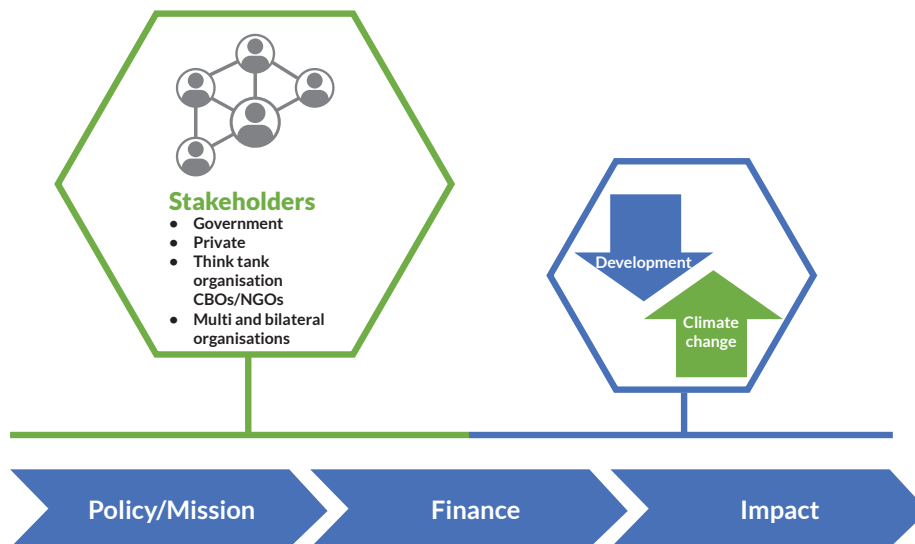 Stakeholders
● Government
● Private
● Think tank
organisation
CBOs/NGOs
● Multi and bilateral
organisations
Development
Climate
change
Policy/Mission
Finance
Impact